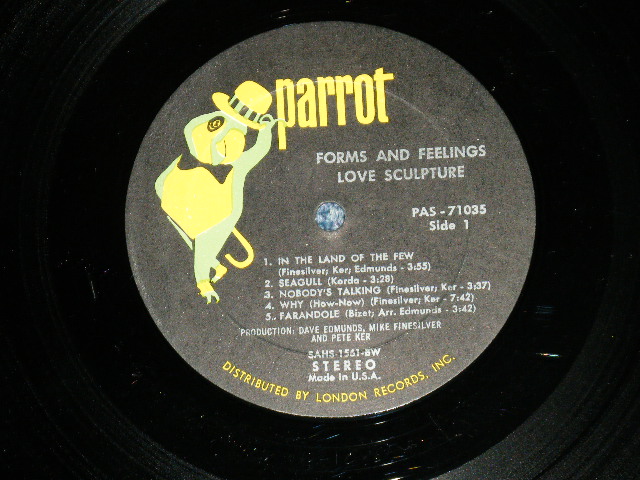 parrot
FORMS AND FEELINGS
LOVE SCULPTURE
PAS-71035
Side 1
1. IN THE LAND OF THE FEW
(Finesilver; Ker; Edmunds - 3:55)
2. SEAGULL (Korda - 3:28)
3. NOBODY'S TALKING (Finesilver; Ker - 3:37)
4. WHY (How-Now) (Finesilver; Ker - 7:42)
5. FARANDOLE (Bizet; Arr. Edmunds - 3:42)
PRODUCTION: DAVE EDMUNDS, MIKE FINESILVER
AND PETE KER
SAHS-1561-BW
STEREO
Made in U.S.A.
DISTRIBUTED BY LONDON RECORDS, INC.